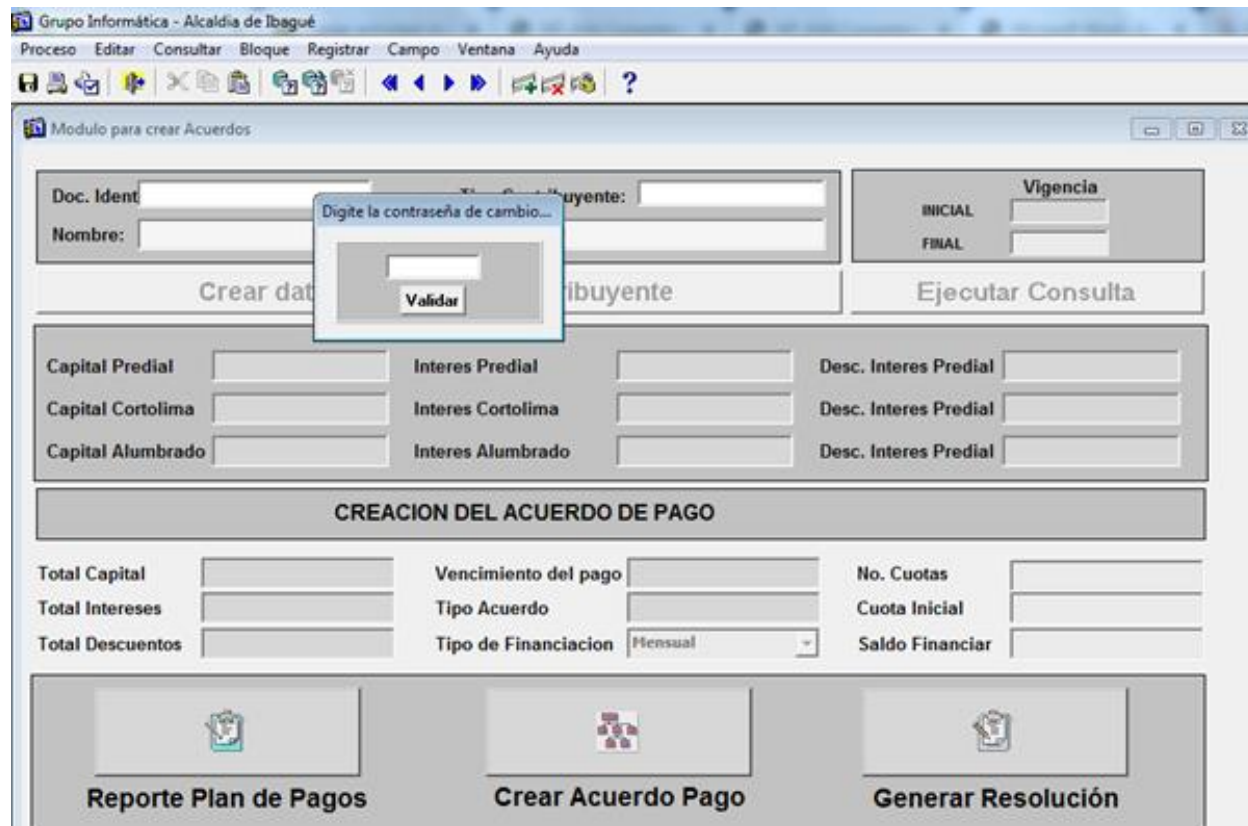 Grupo Informática - Alcaldia de Ibagué
Proceso Editar Consultar Bloque Registrar Campo Ventana Ayuda
Modulo para crear Acuerdos
Doc. Ident
uyente:
Nombre:
Vigencia
INICIAL
FINAL
Digite la contraseña de cambio...
Validar
Crear dat ibuyente
Ejecutar Consulta
Capital Predial Interes Predial Desc. Interes Predial
Capital Cortolima Interes Cortolima Desc. Interes Predial
Capital Alumbrado Interes Alumbrado Desc. Interes Predial
CREACION DEL ACUERDO DE PAGO
Total Capital Vencimiento del pago No. Cuotas
Total Intereses Tipo Acuerdo Cuota Inicial
Total Descuentos Tipo de Financiacion Mensual Saldo Financiar
Reporte Plan de Pagos Crear Acuerdo Pago Generar Resolución